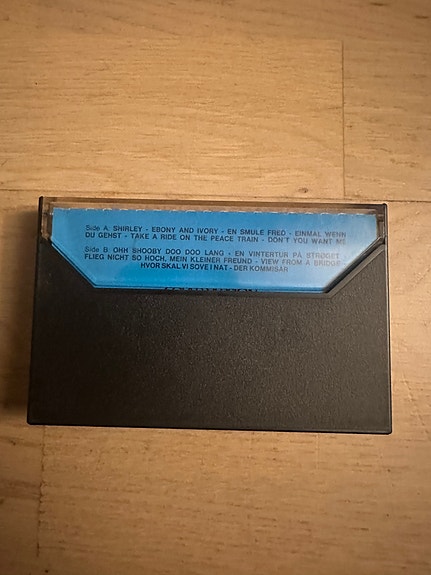 Side A: SHIRLEY - EBONY AND IVORY - EN SMULE FRED - EINMAL WENN
DU GEHST - TAKE A RIDE ON THE PEACE TRAIN - DON'T YOU WANT ME
Side B: OHH SHOOBY DOO DOO LANG - EN VINTERTUR PÅ STRØGET
FLIEG NICHT SO HOCH, MEIN KLEINER FREUND - VIEW FROM A BRIDGE
HVOR SKAL VI SOVE I NAT - DER KOMMISAR